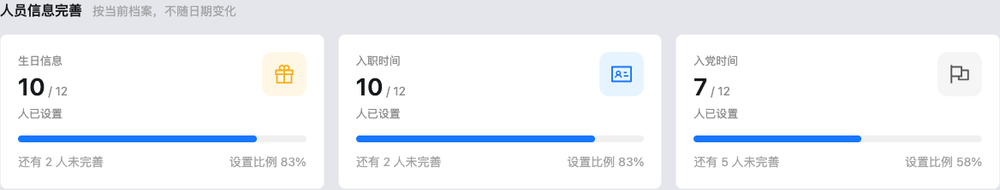 人员信息完善 按当前档案，不随日期变化
生日信息
10 / 12
人已设置
还有 2 人未完善 设置比例 83%
入职时间
10 / 12
人已设置
还有 2 人未完善 设置比例 83%
入党时间
7 / 12
人已设置
还有 5 人未完善 设置比例 58%